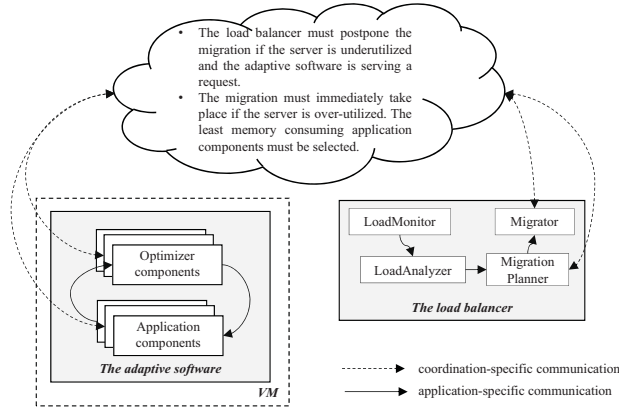 • The load balancer must postpone the
migration if the server is underutilized
and the adaptive software is serving a
request.
• The migration must immediately take
place if the server is over-utilized. The
least memory consuming application
components must be selected.
Optimizer
components
Application
components
The adaptive software
VM
LoadMonitor
Migrator
LoadAnalyzer
Migration
Planner
The load balancer
coordination-specific communication
application-specific communication